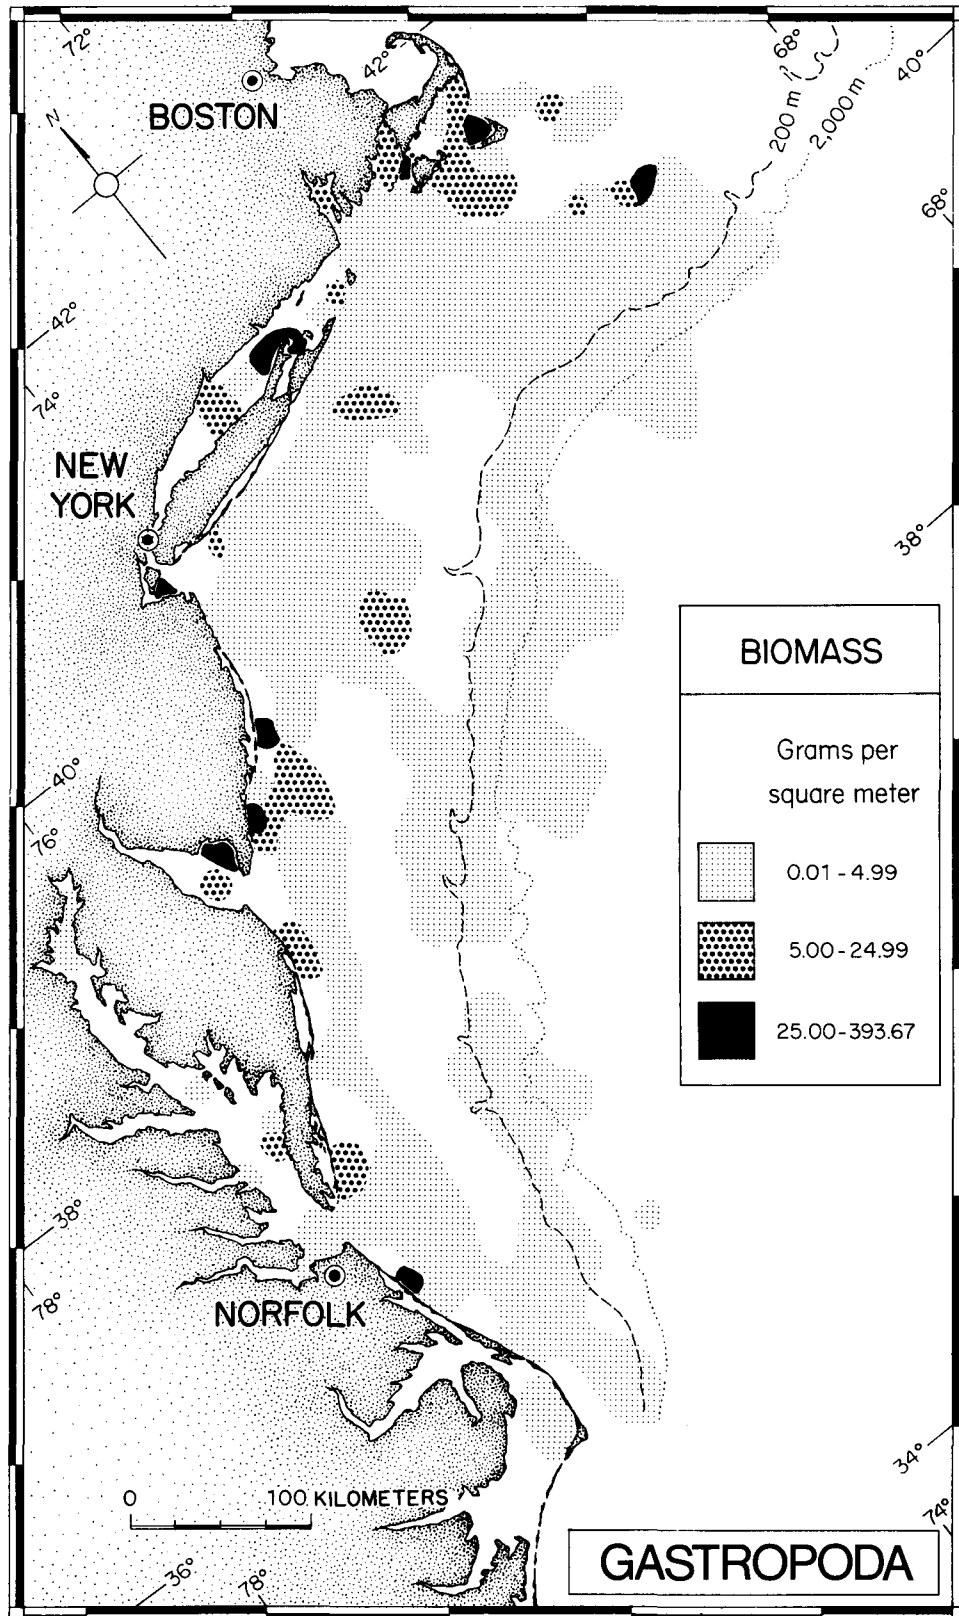 72°
42°
68°
40°
200 m
2,000 m
BOSTON
N
68°
42°
74°
NEW
YORK
38°
BIOMASS
Grams per
square meter
0.01 - 4.99
5.00 - 24.99
25.00 - 393.67
40°
76°
38°
78°
NORFOLK
34°
74°
0 100 KILOMETERS
36°
78°
GASTROPODA